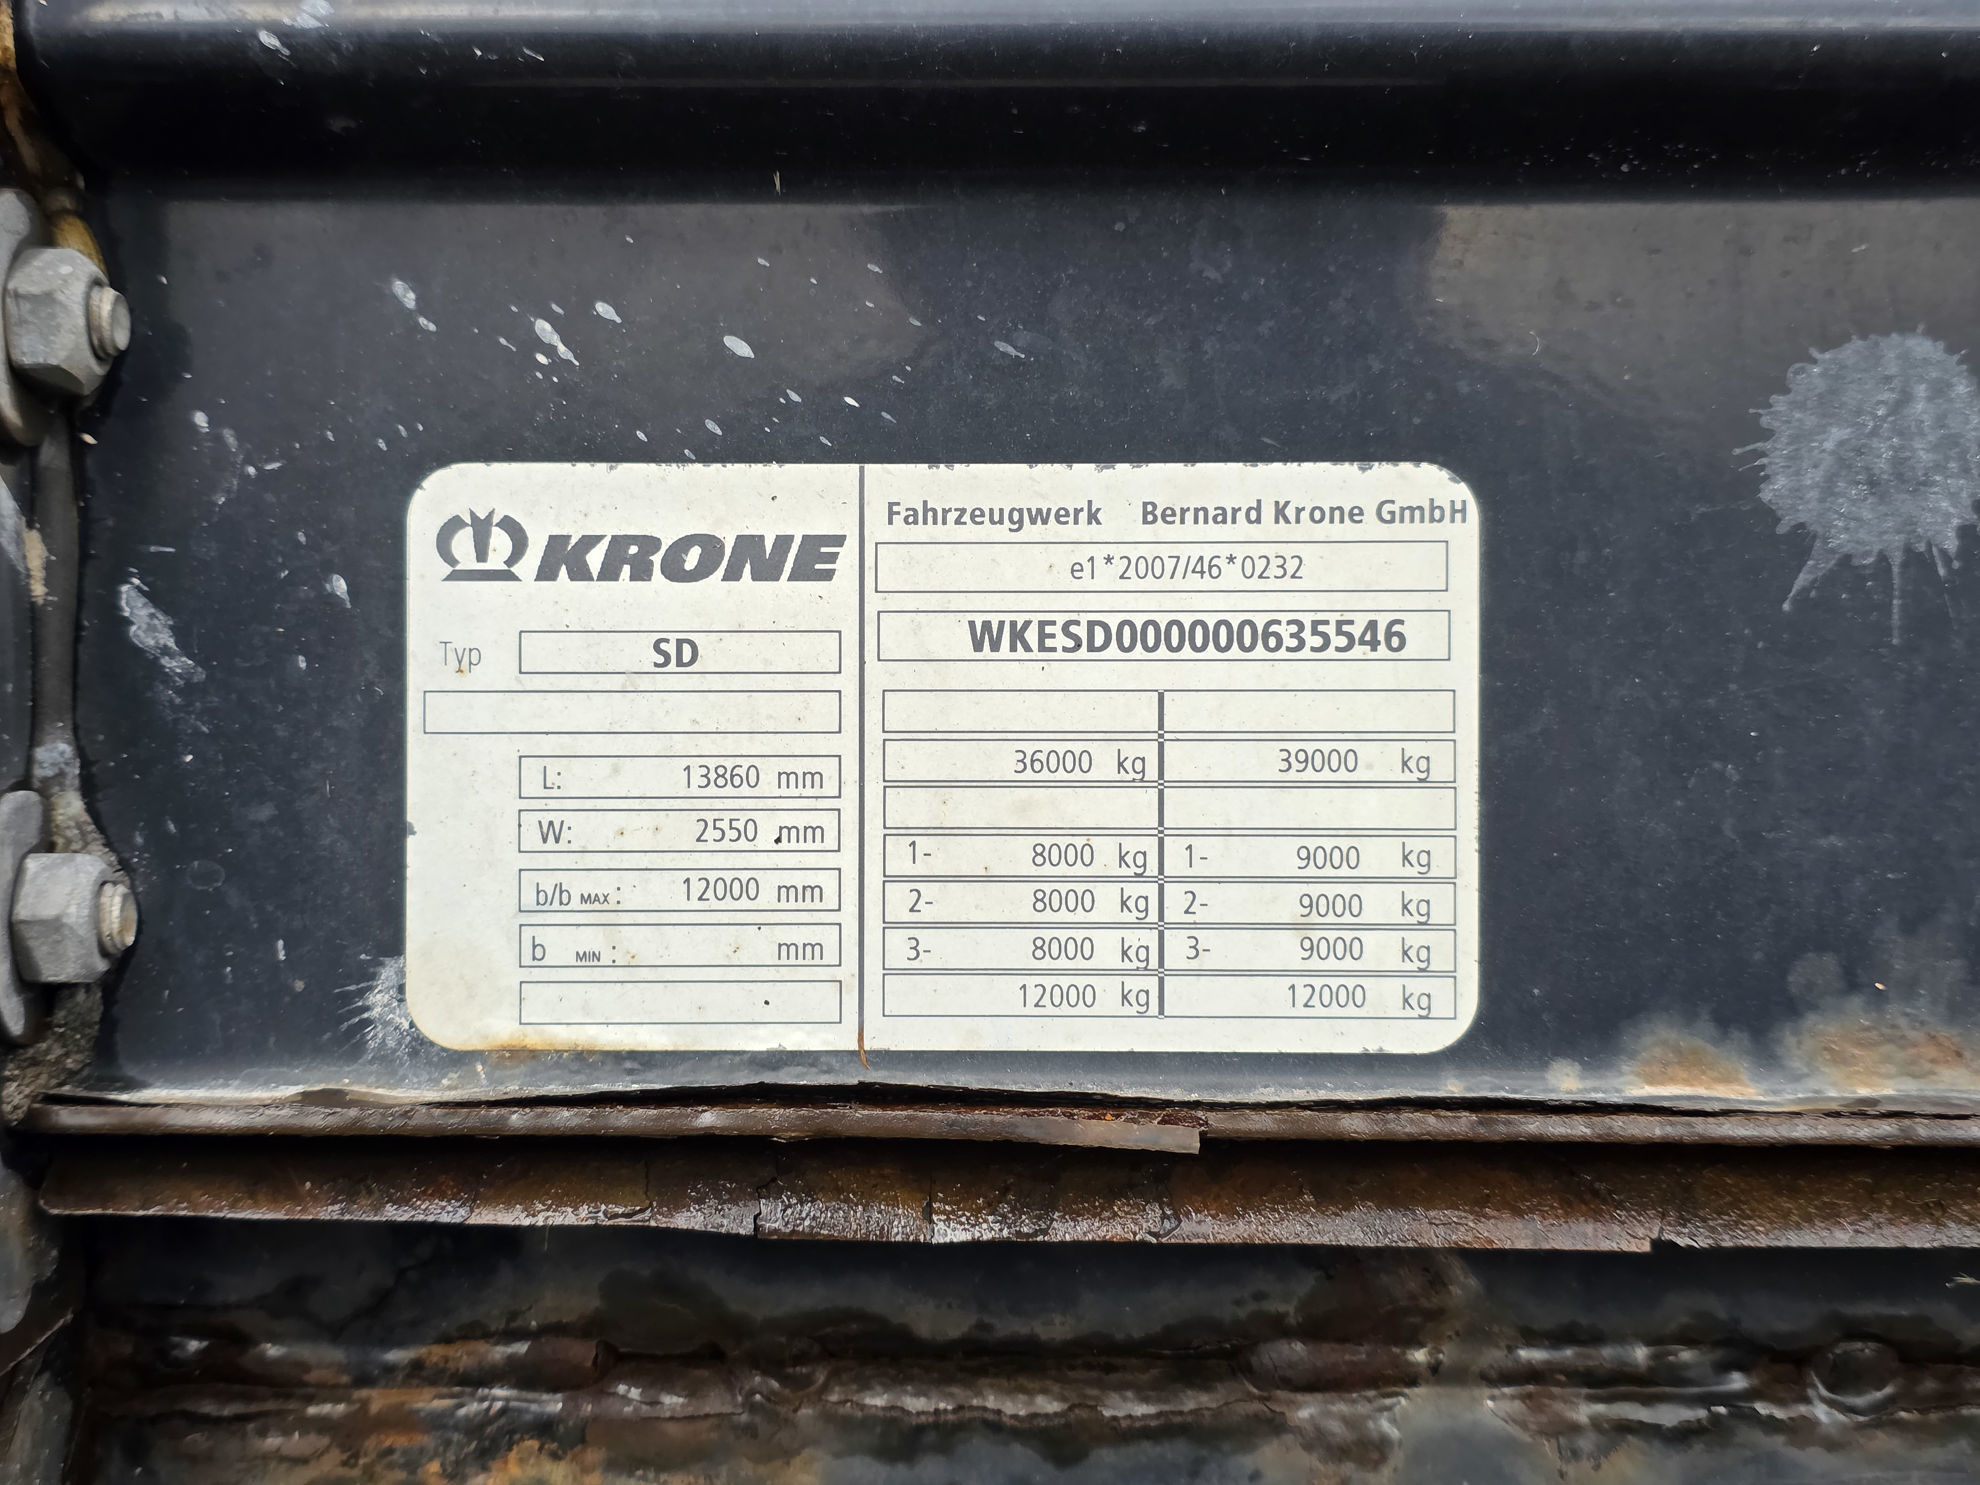 KRONE
Typ SD
L: 13860 mm
W: 2550 mm
b/b MAX : 12000 mm
b MIN : mm
Fahrzeugwerk Bernard Krone GmbH
e1*2007/46*0232
WKESD000000635546
36000 kg 39000 kg
1- 8000 kg 1- 9000 kg
2- 8000 kg 2- 9000 kg
3- 8000 kg 3- 9000 kg
12000 kg 12000 kg